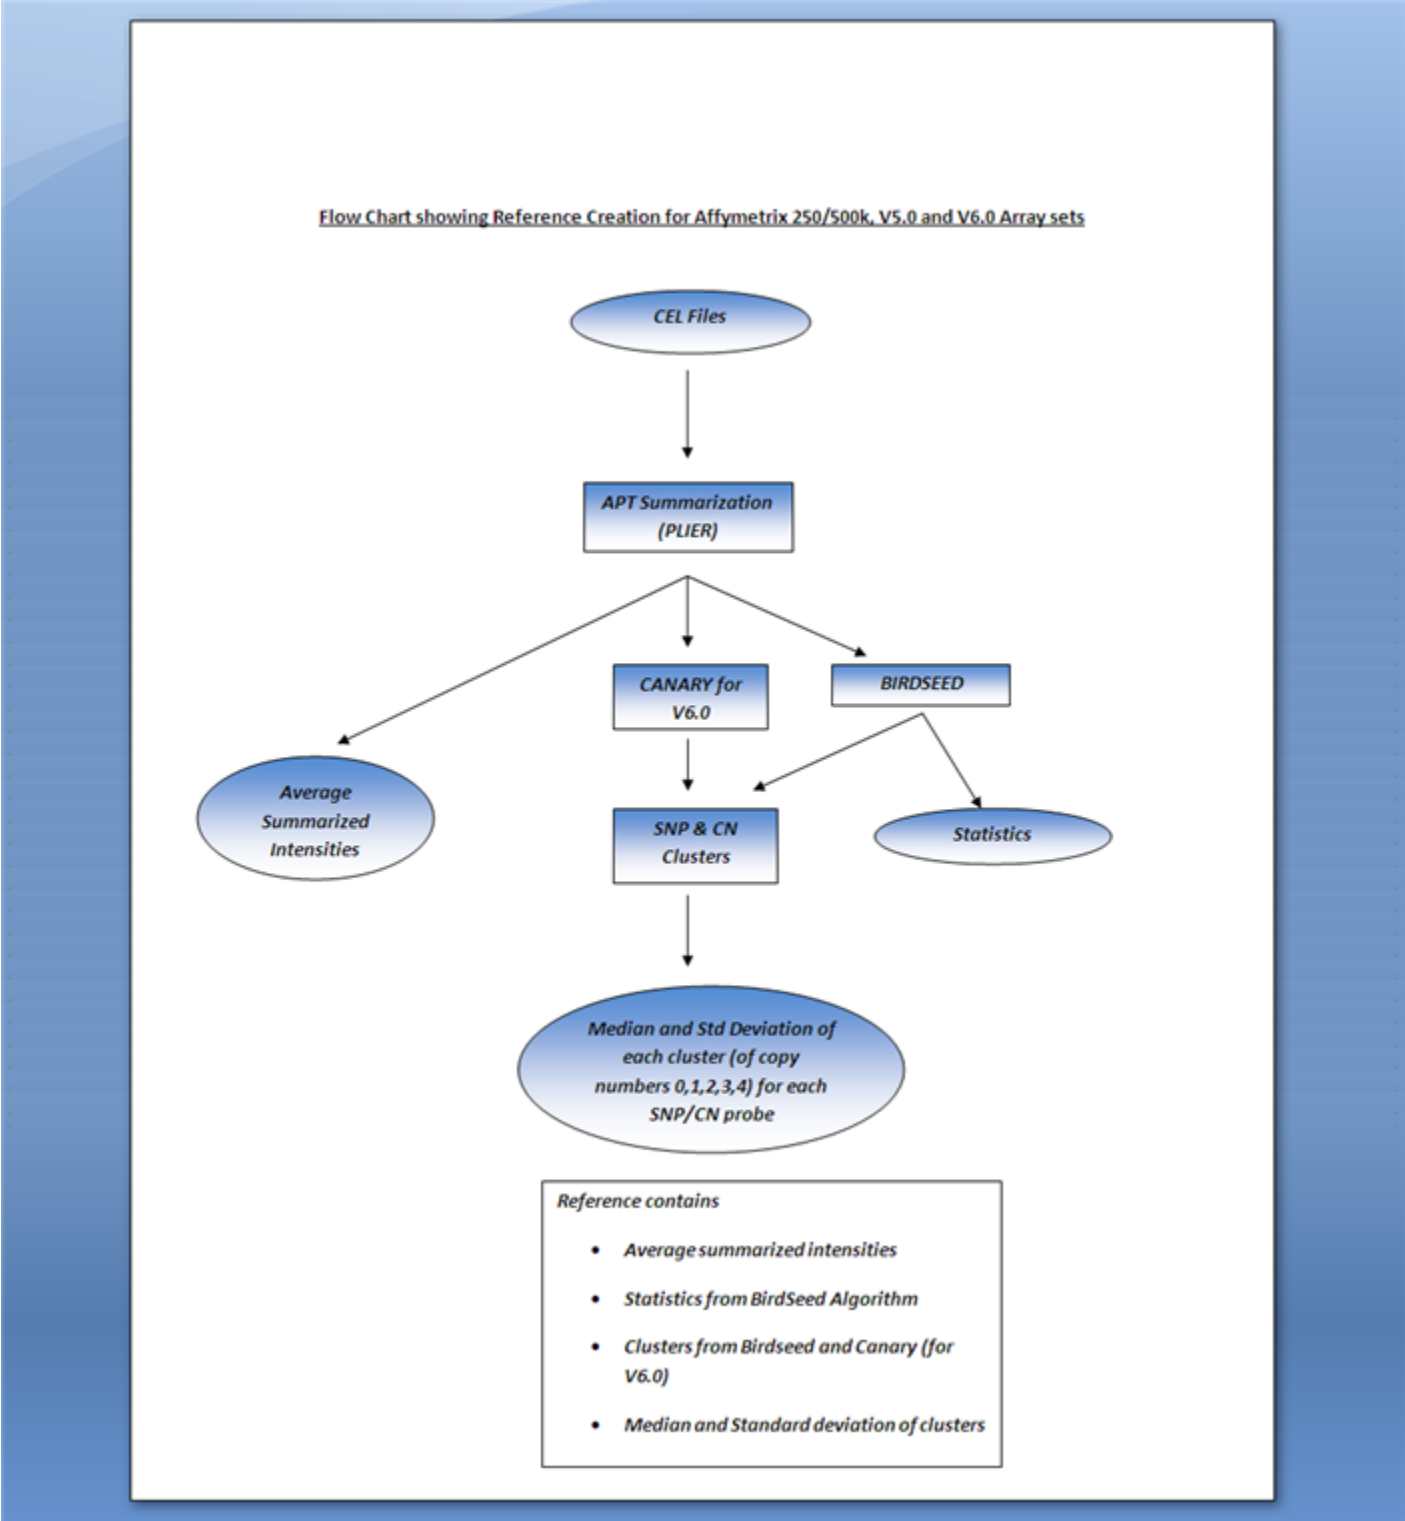 Flow Chart showing Reference Creation for Affymetrix 250/500k, V5.0 and V6.0 Array sets
CEL Files
APT Summarization
(PLIER)
CANARY for
V6.0
BIRDSEED
Average
Summarized
Intensities
SNP & CN
Clusters
Statistics
Median and Std Deviation of
each cluster (of copy
numbers 0,1,2,3,4) for each
SNP/CN probe
Reference contains
• Average summarized intensities
• Statistics from BirdSeed Algorithm
• Clusters from Birdseed and Canary (for
V6.0)
• Median and Standard deviation of clusters